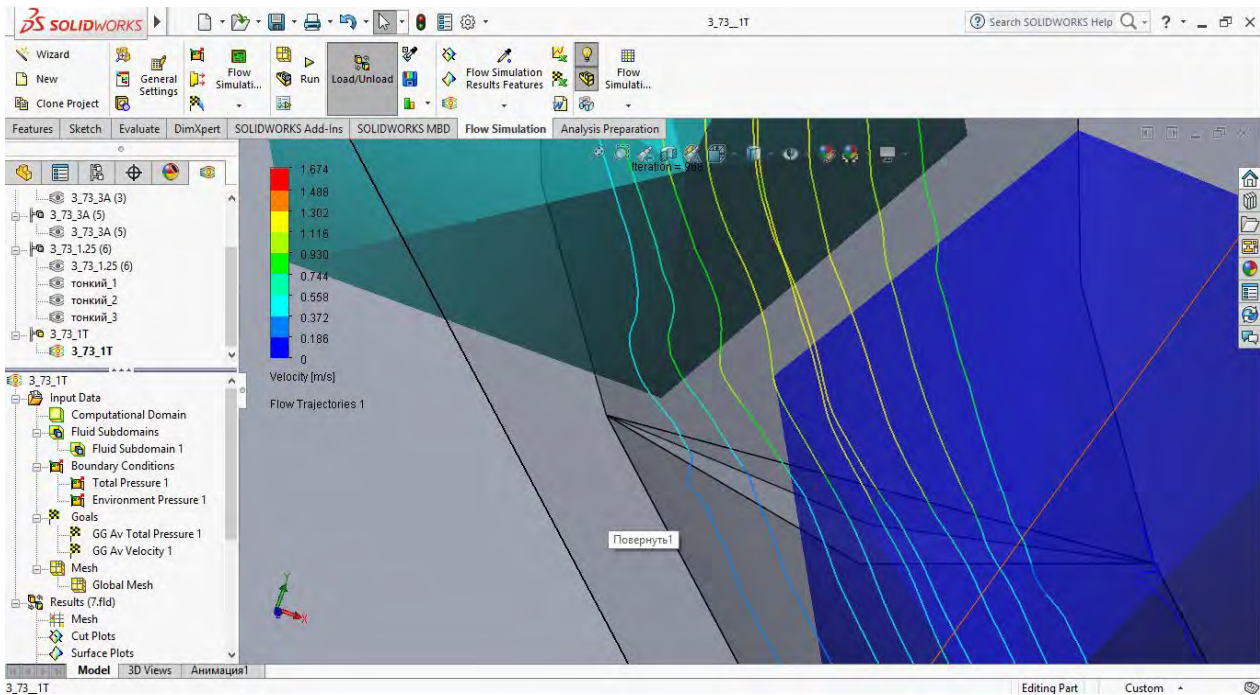 SOLIDWORKS
3_73__1T
Search SOLIDWORKS Help
Wizard
New
Clone Project
General Settings
Flow Simulati...
Run
Load/Unload
Flow Simulation Results Features
Flow Simulati...
Features
Sketch
Evaluate
DimXpert
SOLIDWORKS Add-Ins
SOLIDWORKS MBD
Flow Simulation
Analysis Preparation
3_73_3A (3)
3_73_3A (5)
3_73_3A (5)
3_73_1.25 (6)
3_73_1.25 (6)
тонкий_1
тонкий_2
тонкий_3
3_73_1T
3_73_1T
3_73_1T
Input Data
Computational Domain
Fluid Subdomains
Fluid Subdomain 1
Boundary Conditions
Total Pressure 1
Environment Pressure 1
Goals
GG Av Total Pressure 1
GG Av Velocity 1
Mesh
Global Mesh
Results (7.fld)
Mesh
Cut Plots
Surface Plots
1.674
1.488
1.302
1.116
0.930
0.744
0.558
0.372
0.186
0
Velocity [m/s]
Flow Trajectories 1
Iteration =
Повернуть1
Y
X
Model
3D Views
Анимация1
3_73__1T
Editing Part
Custom